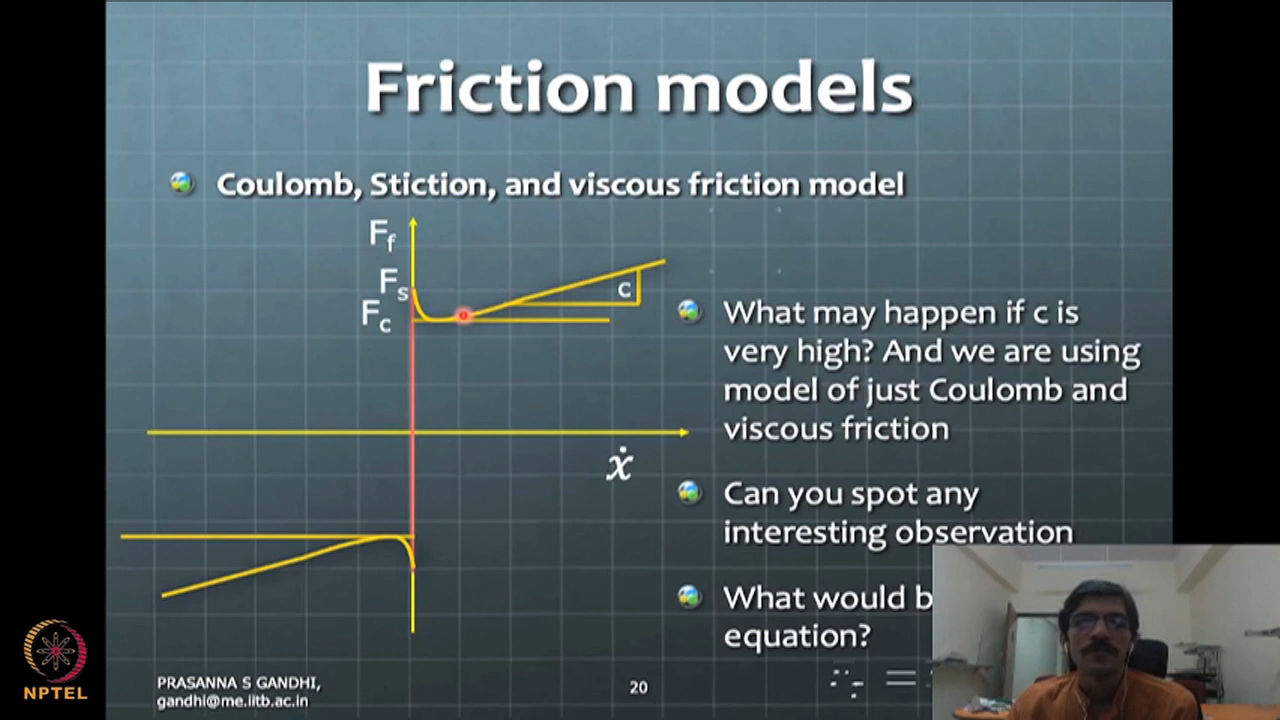 Friction models
Coulomb, Stiction, and viscous friction model
Ff
Fs
Fc
c
ẋ
What may happen if c is
very high? And we are using
model of just Coulomb and
viscous friction
Can you spot any
interesting observation
What would
equation?
=
PRASANNA S GANDHI,
gandhi@me.iitb.ac.in
20
NPTEL